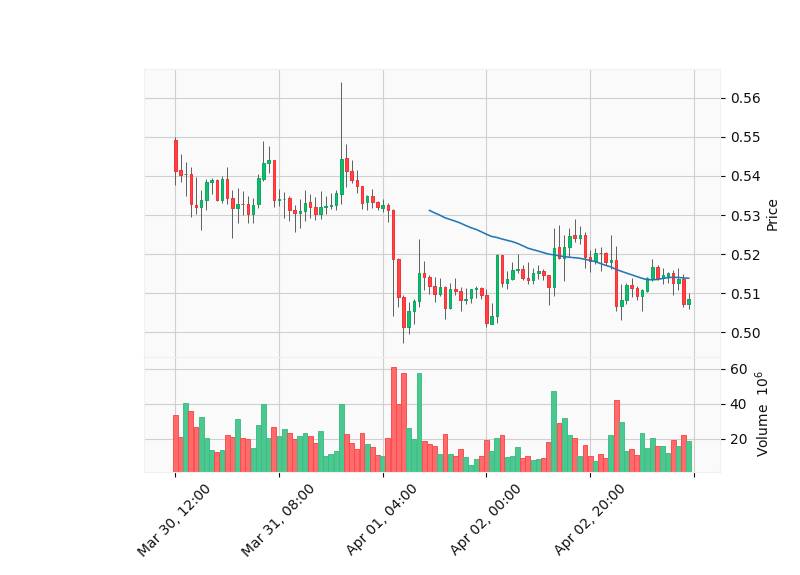 0.56
0.55
0.54
0.53
0.52
0.51
0.50
Price
60
40
20
Volume 10^6
Mar 30, 12:00
Mar 31, 08:00
Apr 01, 04:00
Apr 02, 00:00
Apr 02, 20:00